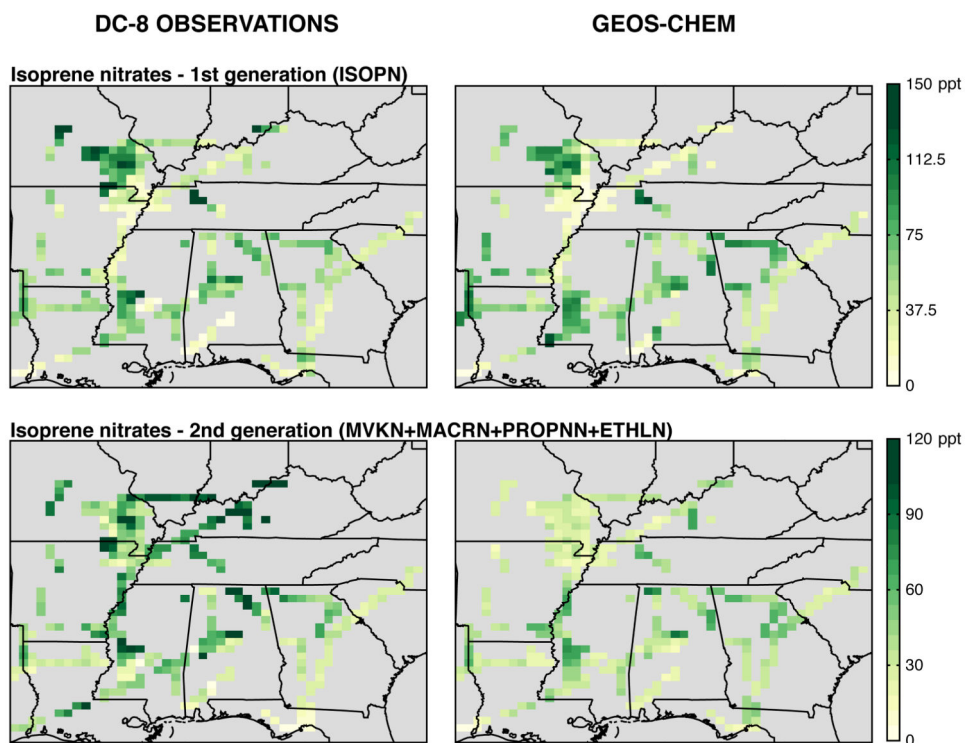 DC-8 OBSERVATIONS GEOS-CHEM
Isoprene nitrates - 1st generation (ISOPN)
150 ppt
112.5
75
37.5
0
Isoprene nitrates - 2nd generation (MVKN+MACRN+PROPNN+ETHLN)
120 ppt
90
60
30
0